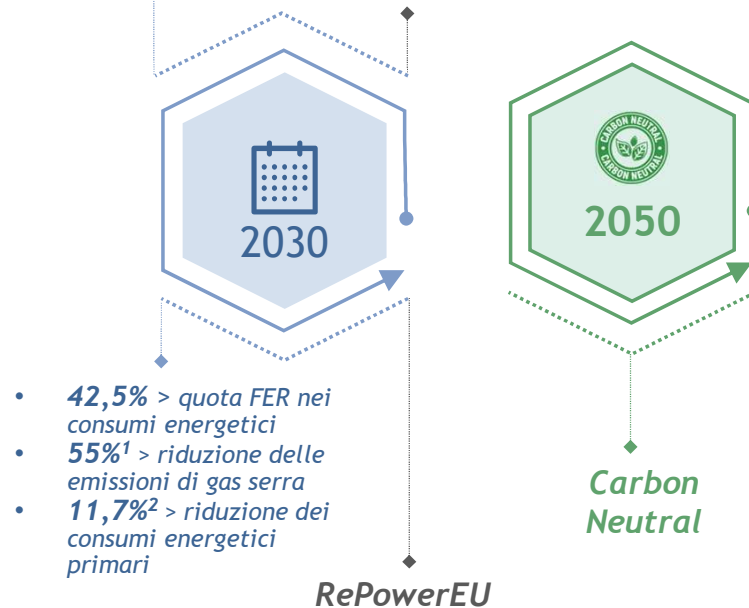 CARBON NEUTRAL
CARBON NEUTRAL
2030
2050
• 42,5% > quota FER nei
consumi energetici
• 55%¹ > riduzione delle
emissioni di gas serra
• 11,7%² > riduzione dei
consumi energetici
primari
Carbon
Neutral
RePowerEU